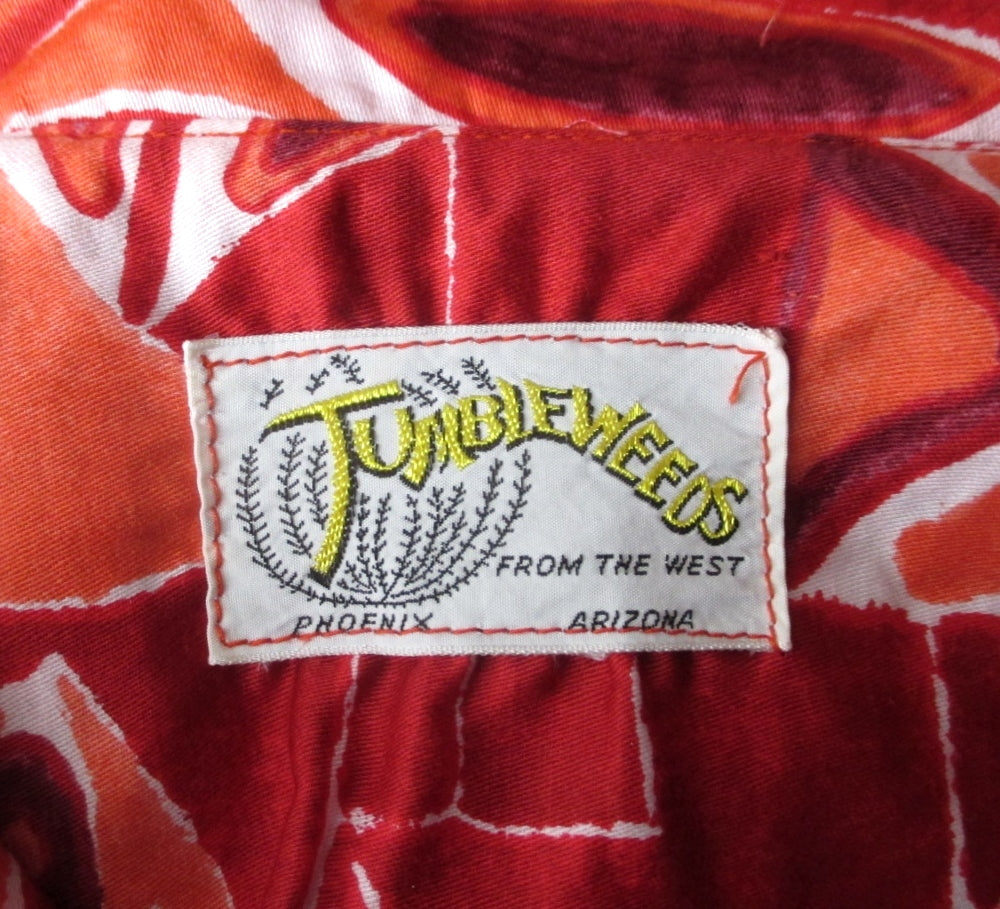 TUMBLEWEEDS
FROM THE WEST
PHOENIX ARIZONA